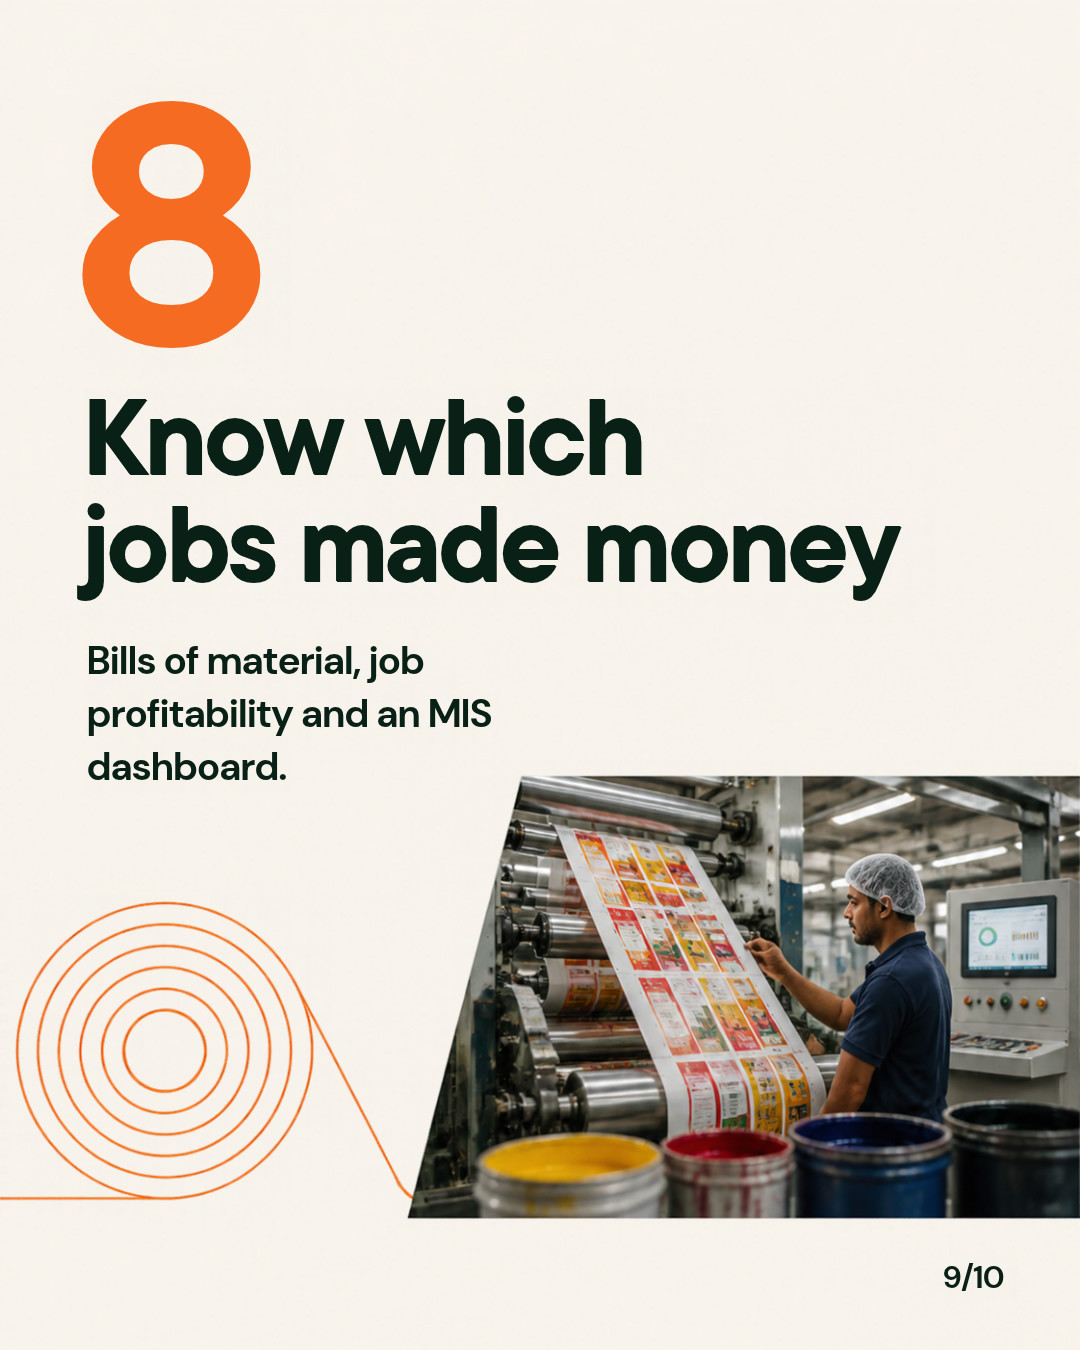 8
Know which
jobs made money
Bills of material, job
profitability and an MIS
dashboard.
9/10